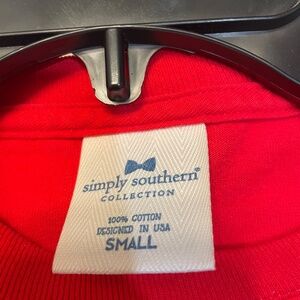 simply southern®
COLLECTION
100% COTTON
DESIGNED IN USA
SMALL